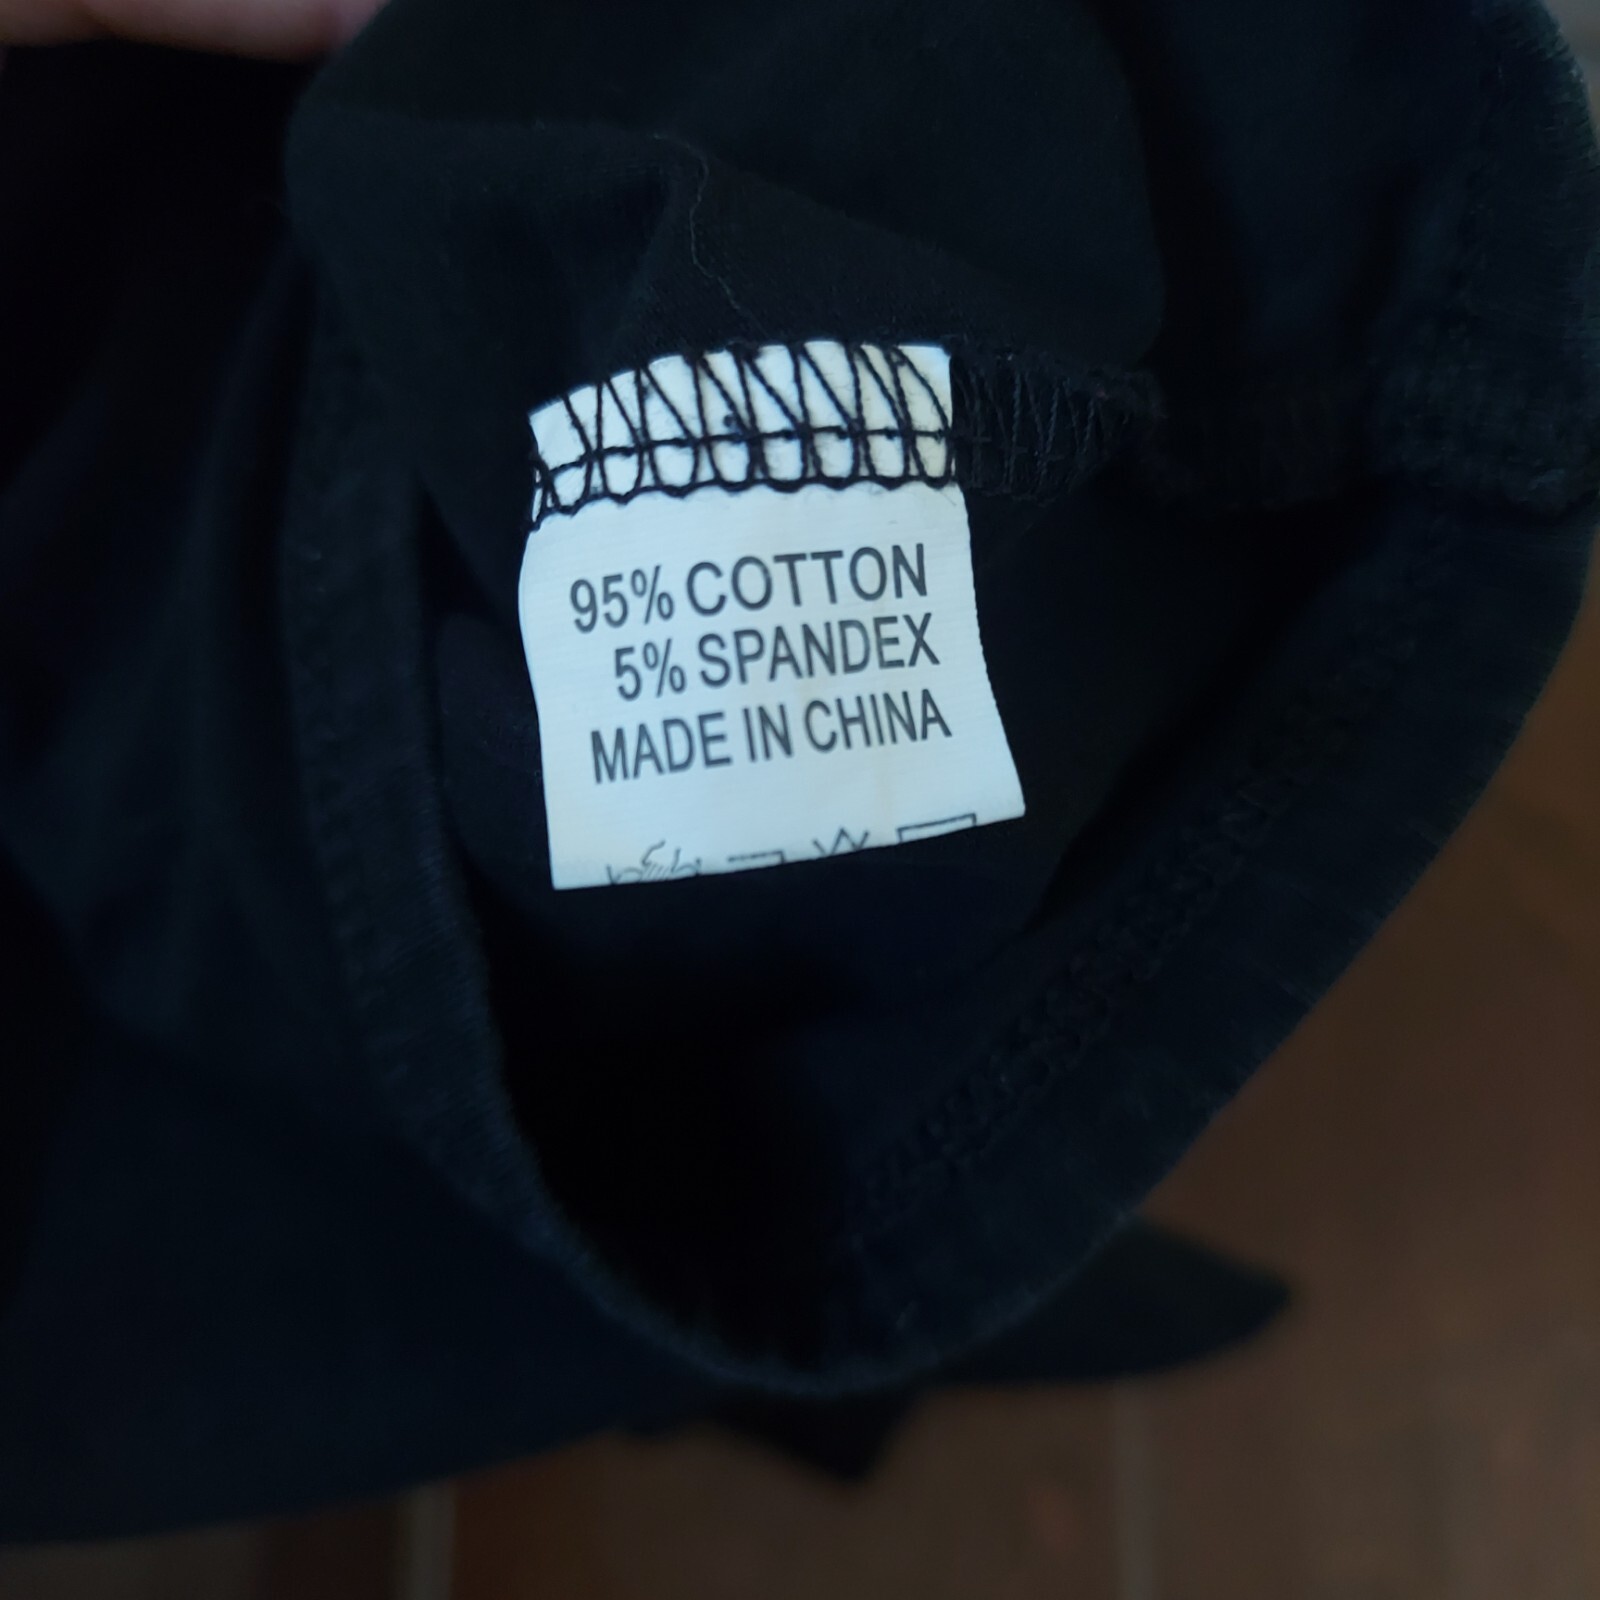 95% COTTON
5% SPANDEX
MADE IN CHINA